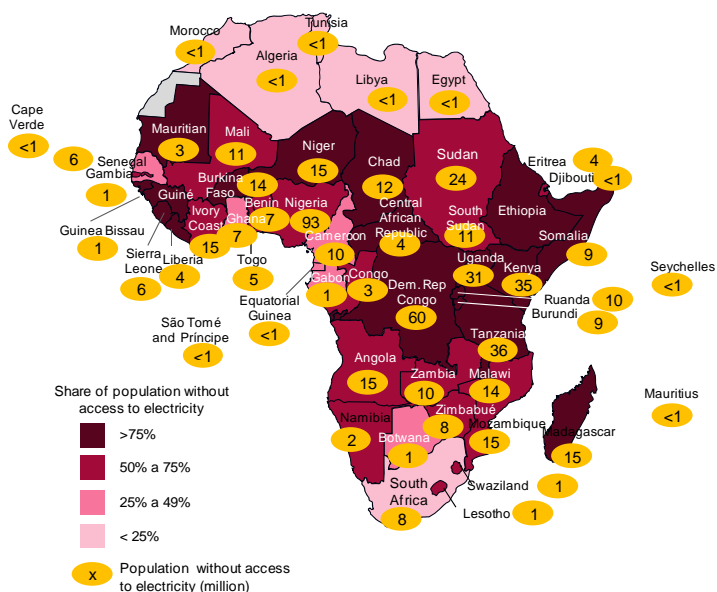 Tunisia
<1
Morocco
<1
Algeria
<1
Libya
<1
Egypt
<1
Cape
Verde
<1
Mauritian
3
Mali
11
Niger
15
Chad
12
Sudan
24
Eritrea
4
Djibouti
<1
6
Senegal
Gambia
1
Guiné
Burkina
Faso
14
Benin
7
Nigeria
93
Central
African
Republic
4
South
Sudan
11
Ethiopia
Somalia
9
Guinea Bissau
1
Sierra
Leone
6
Liberia
4
Ivory
Coast
15
Ghana
7
Togo
5
Cameroon
10
Equatorial
Guinea
<1
Gabon
1
Congo
3
Dem. Rep
Congo
60
Uganda
31
Kenya
35
Seychelles
<1
Ruanda
10
Burundi
9
São Tomé
and Príncipe
<1
Tanzania
36
Angola
15
Zambia
10
Malawi
14
Mauritius
<1
Namibia
2
Botwana
1
Zimbabué
8
Mozambique
15
Madagascar
15
South
Africa
8
Swaziland
1
Lesotho
1
Share of population without
access to electricity
>75%
50% a 75%
25% a 49%
< 25%
x
Population without access
to electricity (million)